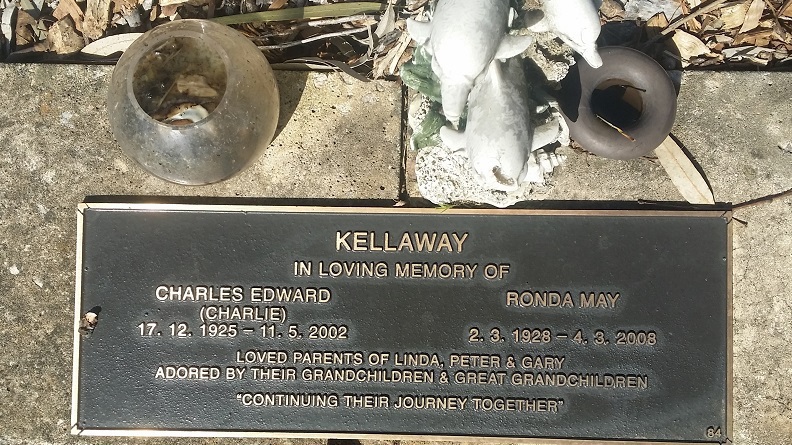 KELLAWAY
IN LOVING MEMORY OF
CHARLES EDWARD RONDA MAY
(CHARLIE)
17. 12. 1925 – 11. 5. 2002 2. 3. 1928 – 4. 3. 2008
LOVED PARENTS OF LINDA, PETER & GARY
ADORED BY THEIR GRANDCHILDREN & GREAT GRANDCHILDREN
"CONTINUING THEIR JOURNEY TOGETHER"
84